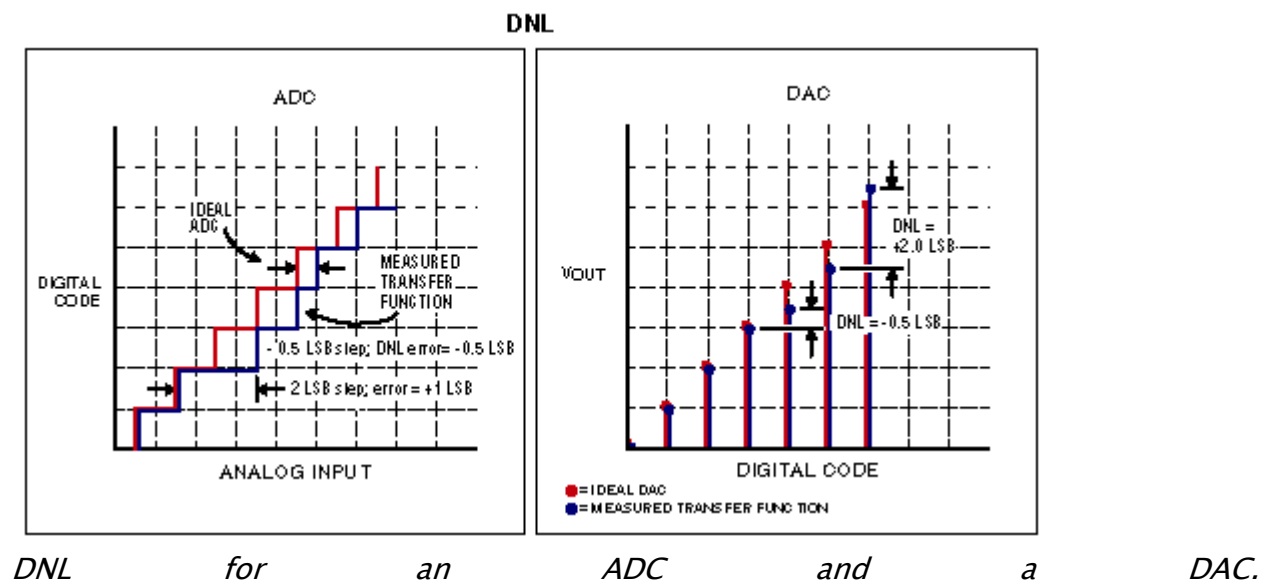 DNL
ADC
IDEAL
ADC
MEASURED
TRANSFER
FUNCTION
DIGITAL
CODE
- 0.5 LSB step; DNL error= -0.5 LSB
2 LSB step; error = +1 LSB
ANALOG INPUT
DAC
DNL =
+2.0 LSB
VOUT
DNL = -0.5 LSB
DIGITAL CODE
= IDEAL DAC
= MEASURED TRANSFER FUNCTION
DNL for an ADC and a DAC.